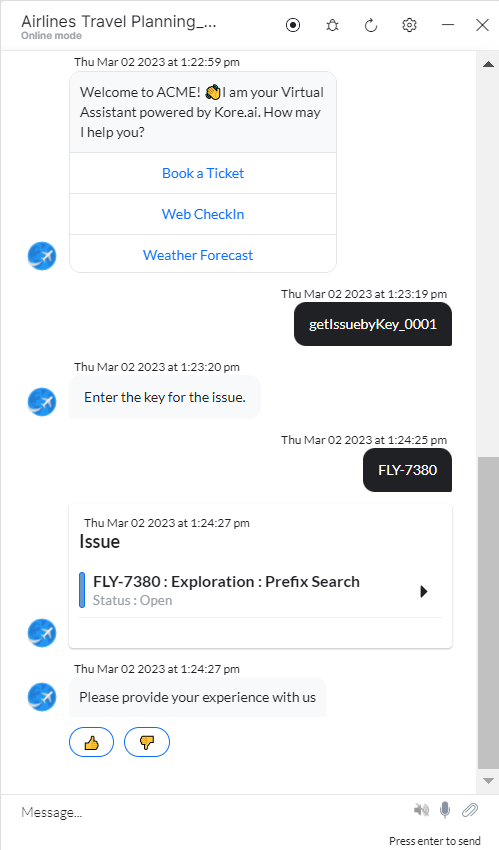 Airlines Travel Planning_...
Online mode
Thu Mar 02 2023 at 1:22:59 pm
Welcome to ACME! 👏I am your Virtual
Assistant powered by Kore.ai. How may
I help you?
Book a Ticket
Web CheckIn
Weather Forecast
Thu Mar 02 2023 at 1:23:19 pm
getIssuebyKey_0001
Thu Mar 02 2023 at 1:23:20 pm
Enter the key for the issue.
Thu Mar 02 2023 at 1:24:25 pm
FLY-7380
Thu Mar 02 2023 at 1:24:27 pm
Issue
FLY-7380 : Exploration : Prefix Search
Status : Open
Thu Mar 02 2023 at 1:24:27 pm
Please provide your experience with us
Message...
Press enter to send